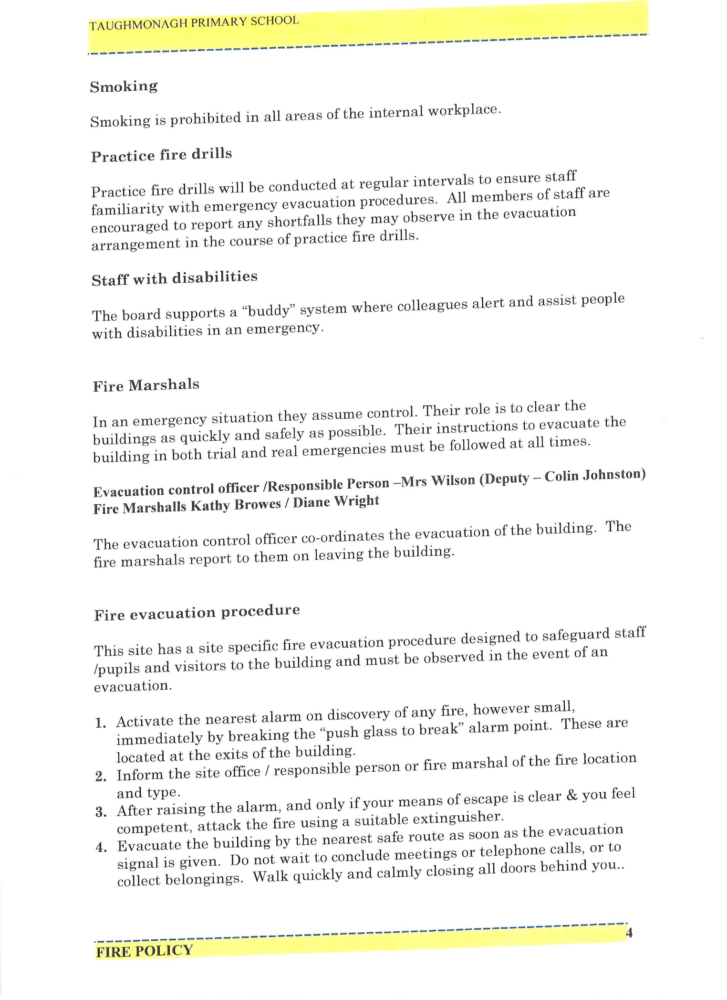 TAUGHMONAGH PRIMARY SCHOOL
Smoking
Smoking is prohibited in all areas of the internal workplace.
Practice fire drills
Practice fire drills will be conducted at regular intervals to ensure staff
familiarity with emergency evacuation procedures.  All members of staff are
encouraged to report any shortfalls they may observe in the evacuation
arrangement in the course of practice fire drills.
Staff with disabilities
The board supports a “buddy” system where colleagues alert and assist people
with disabilities in an emergency.
Fire Marshals
In an emergency situation they assume control. Their role is to clear the
buildings as quickly and safely as possible.  Their instructions to evacuate the
building in both trial and real emergencies must be followed at all times.
Evacuation control officer /Responsible Person –Mrs Wilson (Deputy – Colin Johnston)
Fire Marshalls Kathy Browes / Diane Wright
The evacuation control officer co-ordinates the evacuation of the building.  The
fire marshals report to them on leaving the building.
Fire evacuation procedure
This site has a site specific fire evacuation procedure designed to safeguard staff
/pupils and visitors to the building and must be observed in the event of an
evacuation.
1. Activate the nearest alarm on discovery of any fire, however small,
immediately by breaking the “push glass to break” alarm point.  These are
located at the exits of the building.
2. Inform the site office / responsible person or fire marshal of the fire location
and type.
3. After raising the alarm, and only if your means of escape is clear & you feel
competent, attack the fire using a suitable extinguisher.
4. Evacuate the building by the nearest safe route as soon as the evacuation
signal is given.  Do not wait to conclude meetings or telephone calls, or to
collect belongings.  Walk quickly and calmly closing all doors behind you..
4
FIRE POLICY